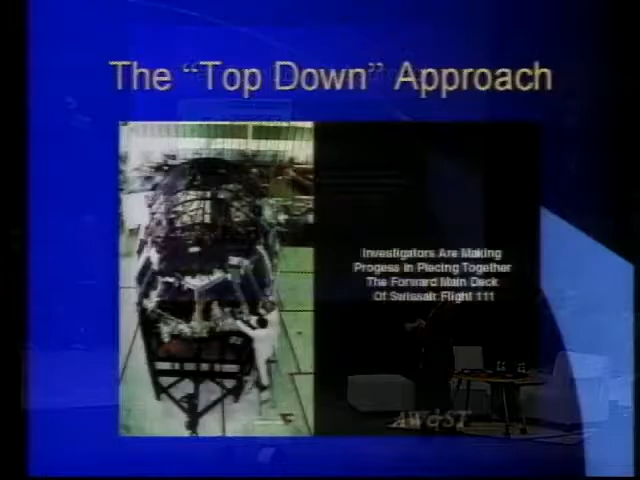 The “Top Down” Approach
Investigators Are Making
Progess In Piecing Together
The Forward Main Deck
Of Swissair Flight 111
AW&ST